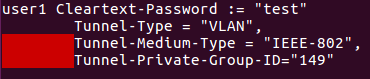 user1 Cleartext-Password := "test"
Tunnel-Type = "VLAN",
Tunnel-Medium-Type = "IEEE-802",
Tunnel-Private-Group-ID="149"